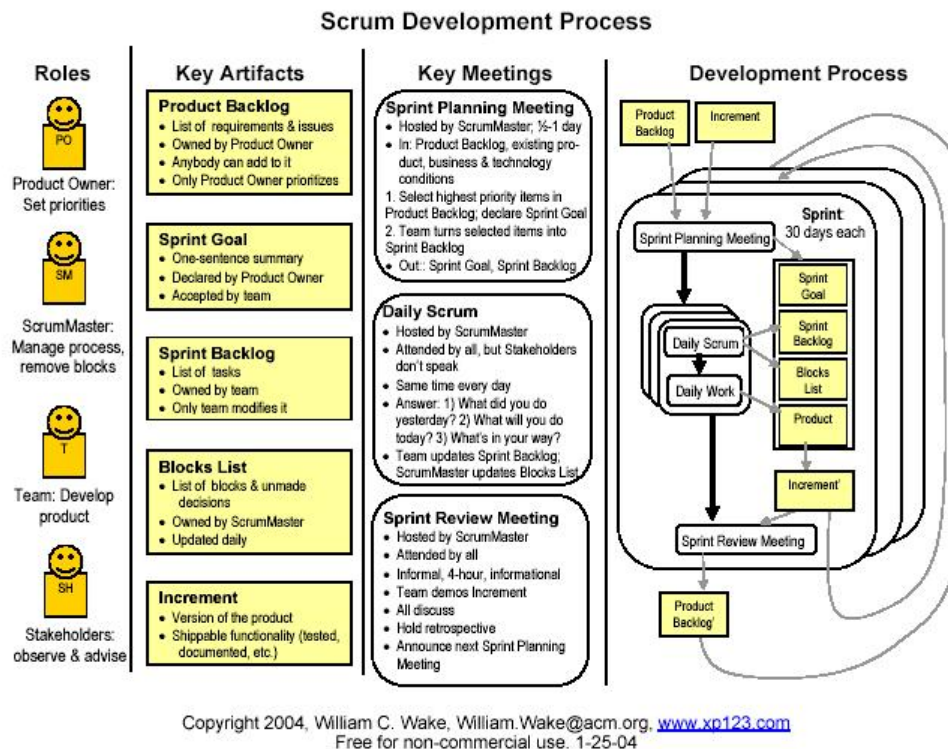 Scrum Development Process
Roles
PO
Product Owner:
Set priorities
SM
ScrumMaster:
Manage process,
remove blocks
T
Team: Develop
product
SH
Stakeholders:
observe & advise
Key Artifacts
Product Backlog
• List of requirements & issues
• Owned by Product Owner
• Anybody can add to it
• Only Product Owner prioritizes
Sprint Goal
• One-sentence summary
• Declared by Product Owner
• Accepted by team
Sprint Backlog
• List of tasks
• Owned by team
• Only team modifies it
Blocks List
• List of blocks & unmade
decisions
• Owned by ScrumMaster
• Updated daily
Increment
• Version of the product
• Shippable functionality (tested,
documented, etc.)
Key Meetings
Sprint Planning Meeting
• Hosted by ScrumMaster; ½-1 day
• In: Product Backlog, existing pro-
duct, business & technology
conditions
1. Select highest priority items in
Product Backlog; declare Sprint Goal
2. Team turns selected items into
Sprint Backlog
• Out:: Sprint Goal, Sprint Backlog
Daily Scrum
• Hosted by ScrumMaster
• Attended by all, but Stakeholders
don't speak
• Same time every day
• Answer: 1) What did you do
yesterday? 2) What will you do
today? 3) What's in your way?
• Team updates Sprint Backlog;
ScrumMaster updates Blocks List
Sprint Review Meeting
• Hosted by ScrumMaster
• Attended by all
• Informal, 4-hour, informational
• Team demos Increment
• All discuss
• Hold retrospective
• Announce next Sprint Planning
Meeting
Development Process
Product
Backlog
Increment
Sprint:
30 days each
Sprint Planning Meeting
Sprint
Goal
Sprint
Backlog
Blocks
List
Product
Daily Scrum
Daily Work
Increment'
Sprint Review Meeting
Product
Backlog'
Copyright 2004, William C. Wake, William.Wake@acm.org, www.xp123.com
Free for non-commercial use. 1-25-04